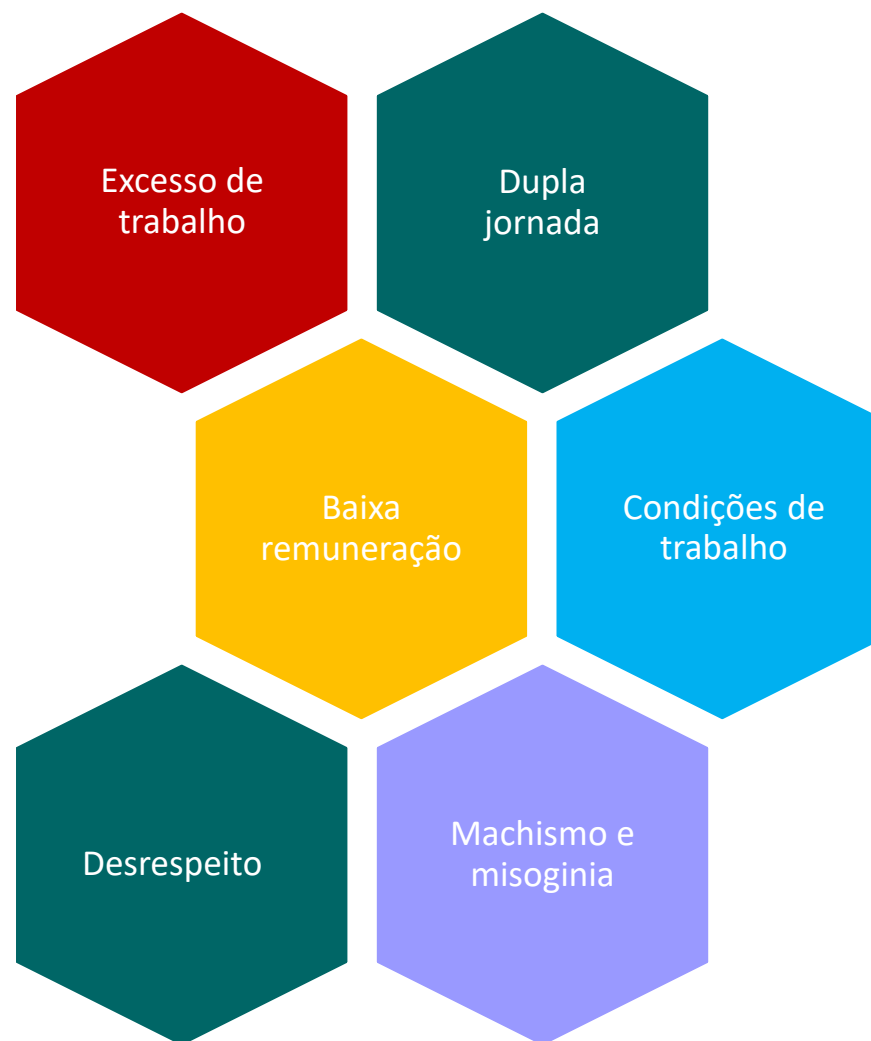 Excesso de
trabalho
Dupla
jornada
Baixa
remuneração
Condições de
trabalho
Desrespeito
Machismo e
misoginia